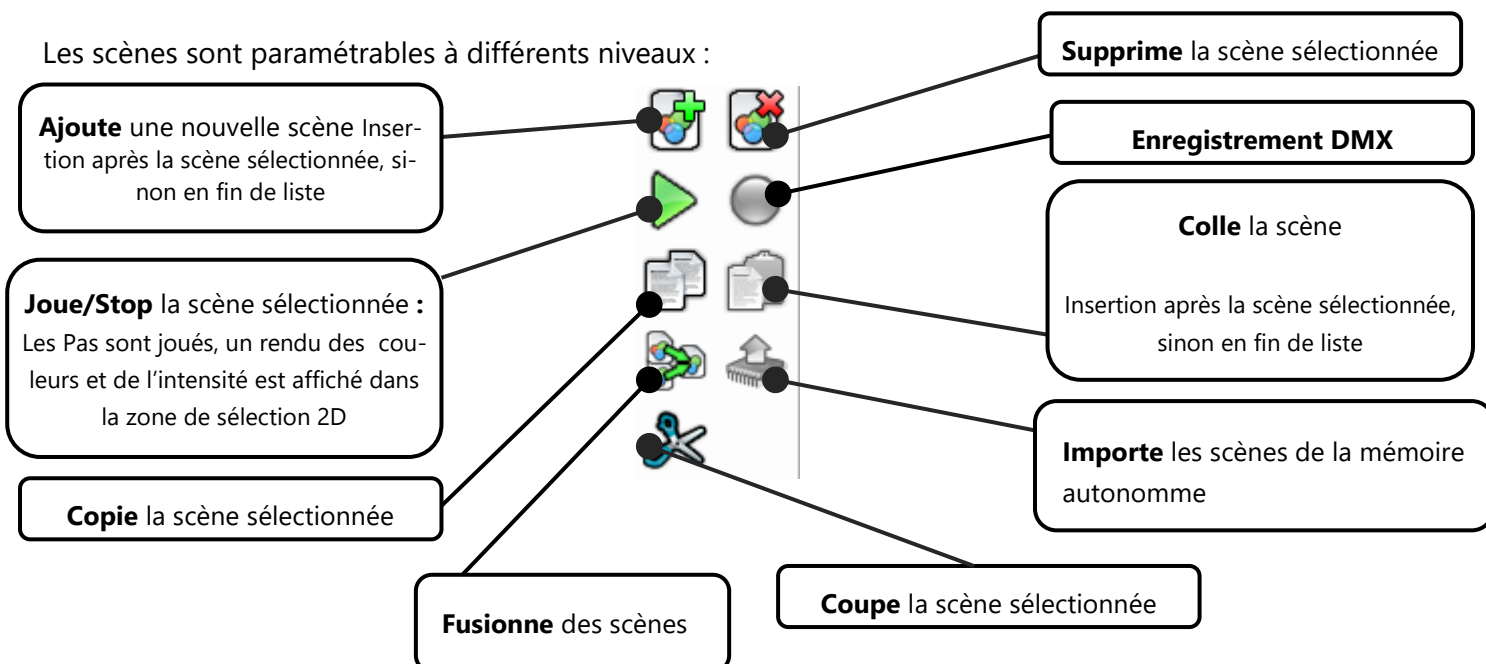 Les scènes sont paramétrables à différents niveaux :
Supprime la scène sélectionnée
Ajoute une nouvelle scène Inser-
tion après la scène sélectionnée, si-
non en fin de liste
Enregistrement DMX
Colle la scène
Insertion après la scène sélectionnée,
sinon en fin de liste
Joue/Stop la scène sélectionnée :
Les Pas sont joués, un rendu des cou-
leurs et de l'intensité est affiché dans
la zone de sélection 2D
Importe les scènes de la mémoire
autonomme
Copie la scène sélectionnée
Coupe la scène sélectionnée
Fusionne des scènes